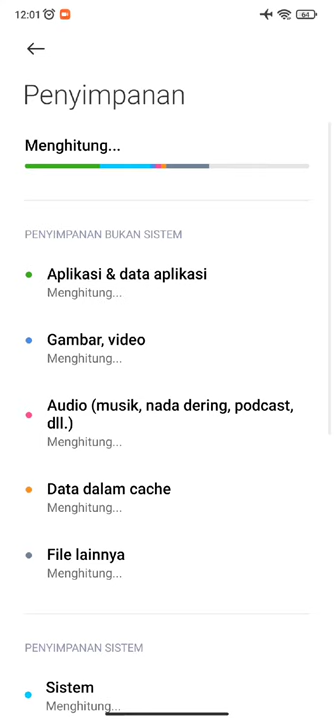 12:01
64
Penyimpanan
Menghitung...
PENYIMPANAN BUKAN SISTEM
Aplikasi & data aplikasi
Menghitung...
Gambar, video
Menghitung...
Audio (musik, nada dering, podcast,
dll.)
Menghitung...
Data dalam cache
Menghitung...
File lainnya
Menghitung...
PENYIMPANAN SISTEM
Sistem
Menghitung...